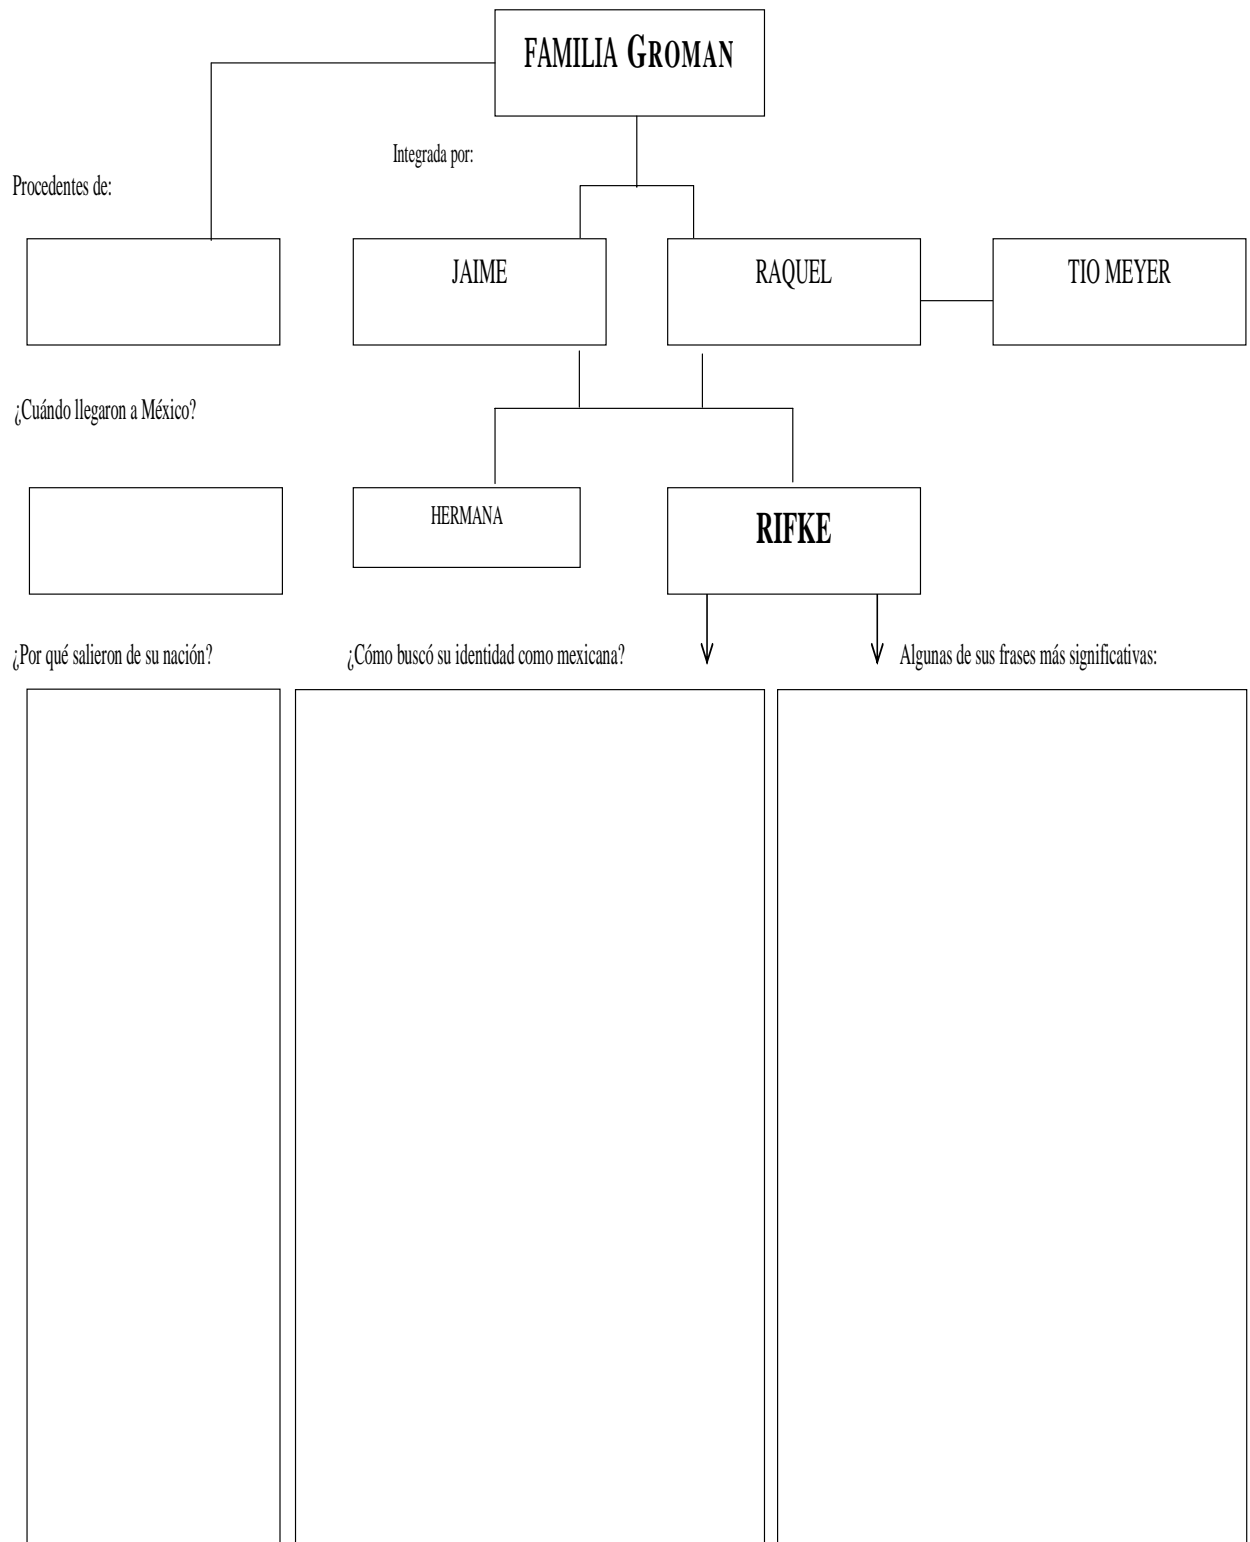 FAMILIA GROMAN
Integrada por:
Procedentes de:
JAIME
RAQUEL
TIO MEYER
¿Cuándo llegaron a México?
HERMANA
RIFKE
¿Por qué salieron de su nación?
¿Cómo buscó su identidad como mexicana?
Algunas de sus frases más significativas: